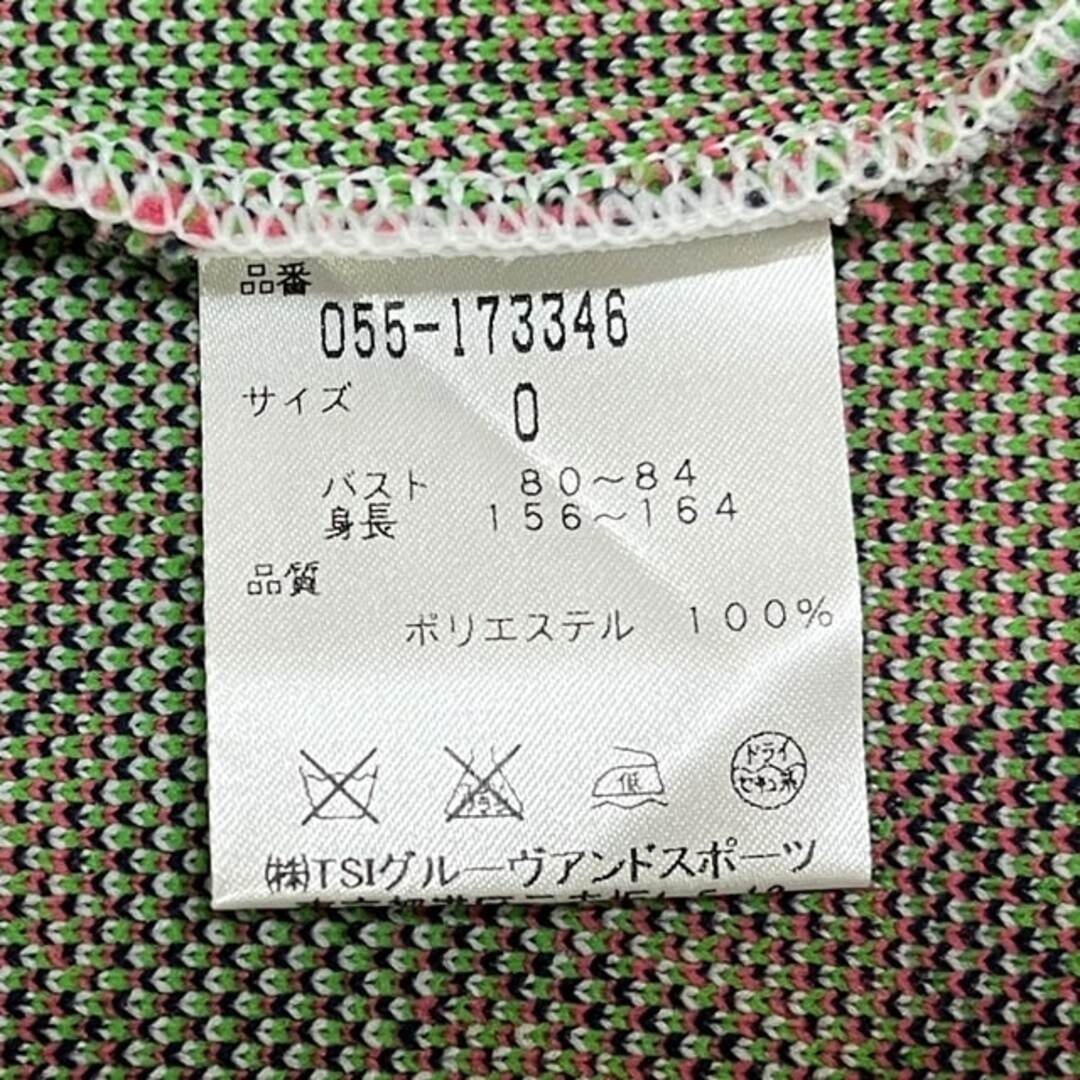 品番
055-173346
サイズ
0
バスト 80～84
身長 156～164
品質
ポリエステル 100%
低
ドライ
セキユ系
㈱TSIグルーヴアンドスポーツ